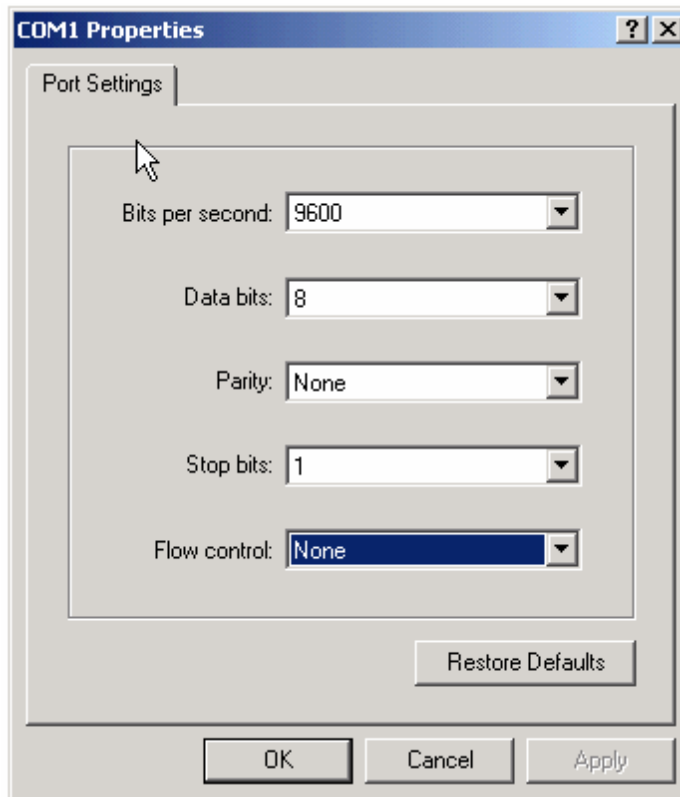 COM1 Properties
Port Settings
Bits per second: 9600
Data bits: 8
Parity: None
Stop bits: 1
Flow control: None
Restore Defaults
OK Cancel Apply